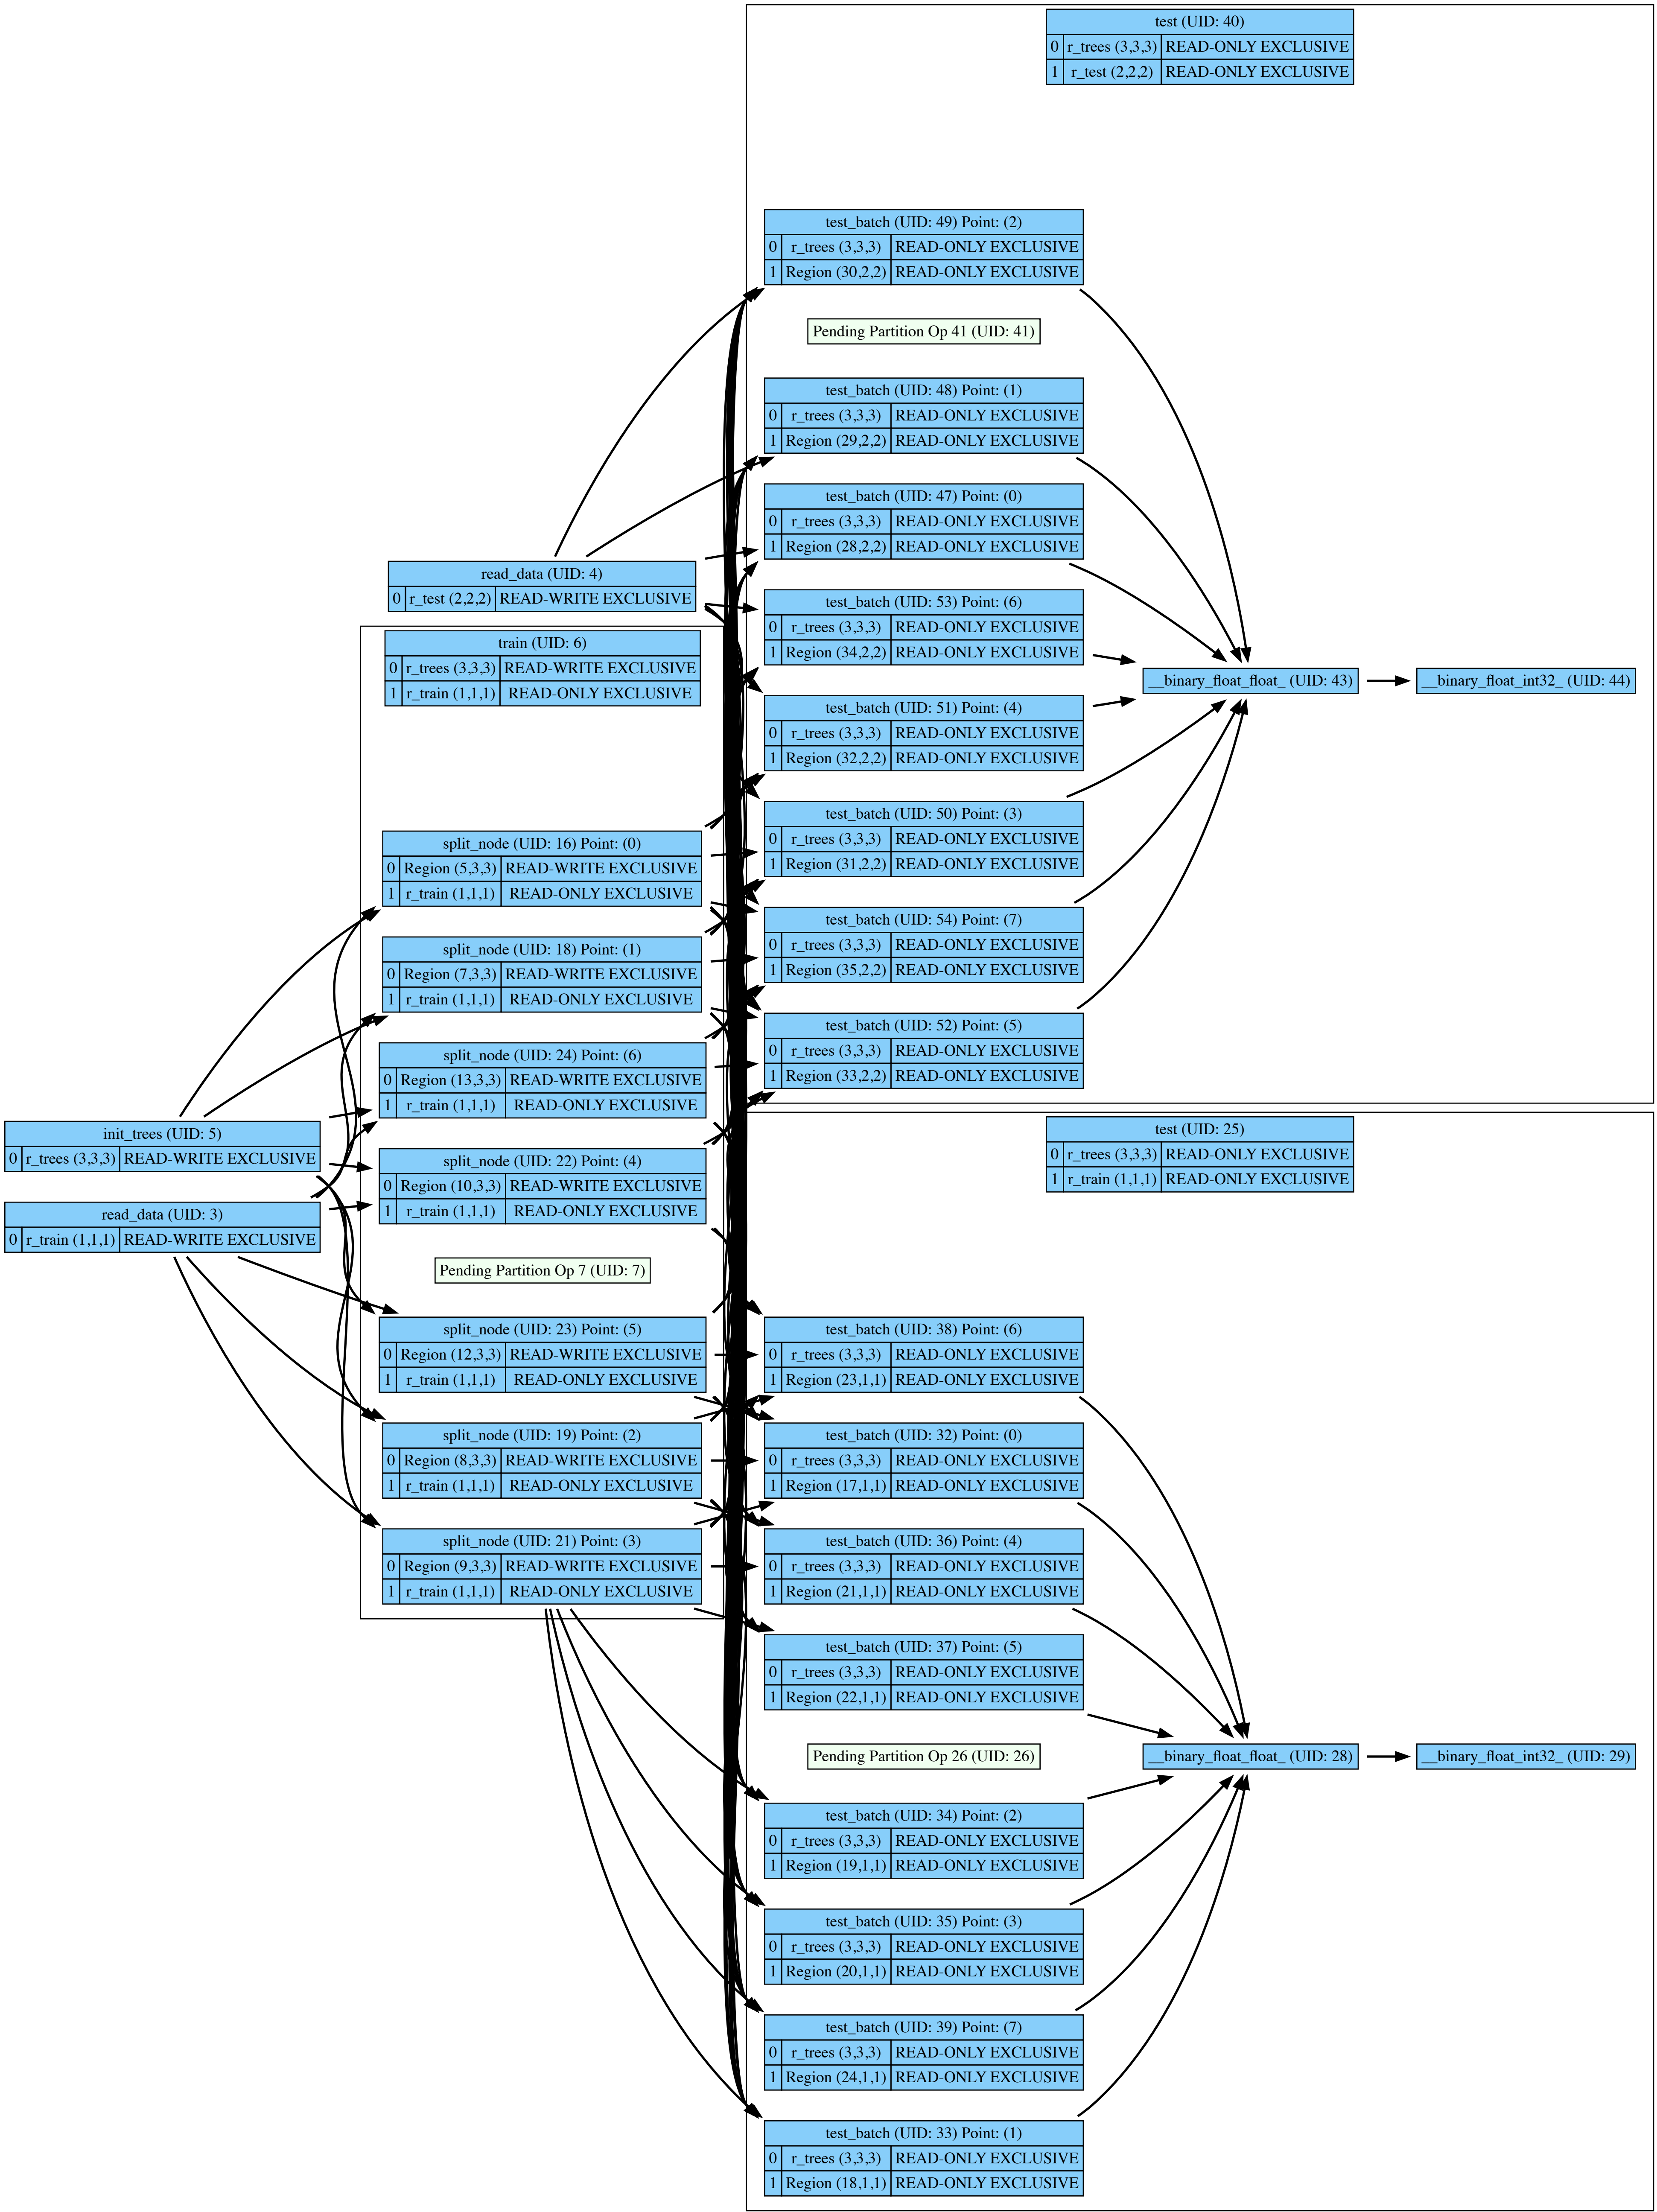 test (UID: 40)
0 r_trees (3,3,3) READ-ONLY EXCLUSIVE
1 r_test (2,2,2) READ-ONLY EXCLUSIVE
test_batch (UID: 49) Point: (2)
0 r_trees (3,3,3) READ-ONLY EXCLUSIVE
1 Region (30,2,2) READ-ONLY EXCLUSIVE
Pending Partition Op 41 (UID: 41)
test_batch (UID: 48) Point: (1)
0 r_trees (3,3,3) READ-ONLY EXCLUSIVE
1 Region (29,2,2) READ-ONLY EXCLUSIVE
test_batch (UID: 47) Point: (0)
0 r_trees (3,3,3) READ-ONLY EXCLUSIVE
1 Region (28,2,2) READ-ONLY EXCLUSIVE
read_data (UID: 4)
0 r_test (2,2,2) READ-WRITE EXCLUSIVE
test_batch (UID: 53) Point: (6)
0 r_trees (3,3,3) READ-ONLY EXCLUSIVE
1 Region (34,2,2) READ-ONLY EXCLUSIVE
train (UID: 6)
0 r_trees (3,3,3) READ-WRITE EXCLUSIVE
1 r_train (1,1,1) READ-ONLY EXCLUSIVE
__binary_float_float_ (UID: 43)
__binary_float_int32_ (UID: 44)
test_batch (UID: 51) Point: (4)
0 r_trees (3,3,3) READ-ONLY EXCLUSIVE
1 Region (32,2,2) READ-ONLY EXCLUSIVE
test_batch (UID: 50) Point: (3)
0 r_trees (3,3,3) READ-ONLY EXCLUSIVE
1 Region (31,2,2) READ-ONLY EXCLUSIVE
split_node (UID: 16) Point: (0)
0 Region (5,3,3) READ-WRITE EXCLUSIVE
1 r_train (1,1,1) READ-ONLY EXCLUSIVE
test_batch (UID: 54) Point: (7)
0 r_trees (3,3,3) READ-ONLY EXCLUSIVE
1 Region (35,2,2) READ-ONLY EXCLUSIVE
split_node (UID: 18) Point: (1)
0 Region (7,3,3) READ-WRITE EXCLUSIVE
1 r_train (1,1,1) READ-ONLY EXCLUSIVE
test_batch (UID: 52) Point: (5)
0 r_trees (3,3,3) READ-ONLY EXCLUSIVE
1 Region (33,2,2) READ-ONLY EXCLUSIVE
split_node (UID: 24) Point: (6)
0 Region (13,3,3) READ-WRITE EXCLUSIVE
1 r_train (1,1,1) READ-ONLY EXCLUSIVE
init_trees (UID: 5)
0 r_trees (3,3,3) READ-WRITE EXCLUSIVE
test (UID: 25)
0 r_trees (3,3,3) READ-ONLY EXCLUSIVE
1 r_train (1,1,1) READ-ONLY EXCLUSIVE
split_node (UID: 22) Point: (4)
0 Region (10,3,3) READ-WRITE EXCLUSIVE
1 r_train (1,1,1) READ-ONLY EXCLUSIVE
read_data (UID: 3)
0 r_train (1,1,1) READ-WRITE EXCLUSIVE
Pending Partition Op 7 (UID: 7)
split_node (UID: 23) Point: (5)
0 Region (12,3,3) READ-WRITE EXCLUSIVE
1 r_train (1,1,1) READ-ONLY EXCLUSIVE
test_batch (UID: 38) Point: (6)
0 r_trees (3,3,3) READ-ONLY EXCLUSIVE
1 Region (23,1,1) READ-ONLY EXCLUSIVE
split_node (UID: 19) Point: (2)
0 Region (8,3,3) READ-WRITE EXCLUSIVE
1 r_train (1,1,1) READ-ONLY EXCLUSIVE
test_batch (UID: 32) Point: (0)
0 r_trees (3,3,3) READ-ONLY EXCLUSIVE
1 Region (17,1,1) READ-ONLY EXCLUSIVE
split_node (UID: 21) Point: (3)
0 Region (9,3,3) READ-WRITE EXCLUSIVE
1 r_train (1,1,1) READ-ONLY EXCLUSIVE
test_batch (UID: 36) Point: (4)
0 r_trees (3,3,3) READ-ONLY EXCLUSIVE
1 Region (21,1,1) READ-ONLY EXCLUSIVE
test_batch (UID: 37) Point: (5)
0 r_trees (3,3,3) READ-ONLY EXCLUSIVE
1 Region (22,1,1) READ-ONLY EXCLUSIVE
Pending Partition Op 26 (UID: 26)
__binary_float_float_ (UID: 28)
__binary_float_int32_ (UID: 29)
test_batch (UID: 34) Point: (2)
0 r_trees (3,3,3) READ-ONLY EXCLUSIVE
1 Region (19,1,1) READ-ONLY EXCLUSIVE
test_batch (UID: 35) Point: (3)
0 r_trees (3,3,3) READ-ONLY EXCLUSIVE
1 Region (20,1,1) READ-ONLY EXCLUSIVE
test_batch (UID: 39) Point: (7)
0 r_trees (3,3,3) READ-ONLY EXCLUSIVE
1 Region (24,1,1) READ-ONLY EXCLUSIVE
test_batch (UID: 33) Point: (1)
0 r_trees (3,3,3) READ-ONLY EXCLUSIVE
1 Region (18,1,1) READ-ONLY EXCLUSIVE